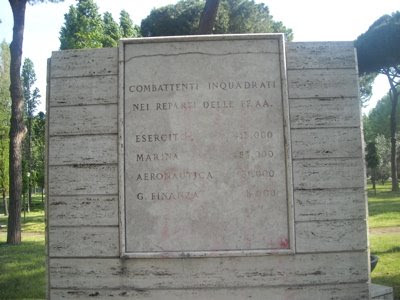 COMBATTENTI INQUADRATI
NEI REPARTI DELLE FF.AA.
ESERCITO
MARINA
AERONAUTICA
G. FINANZA